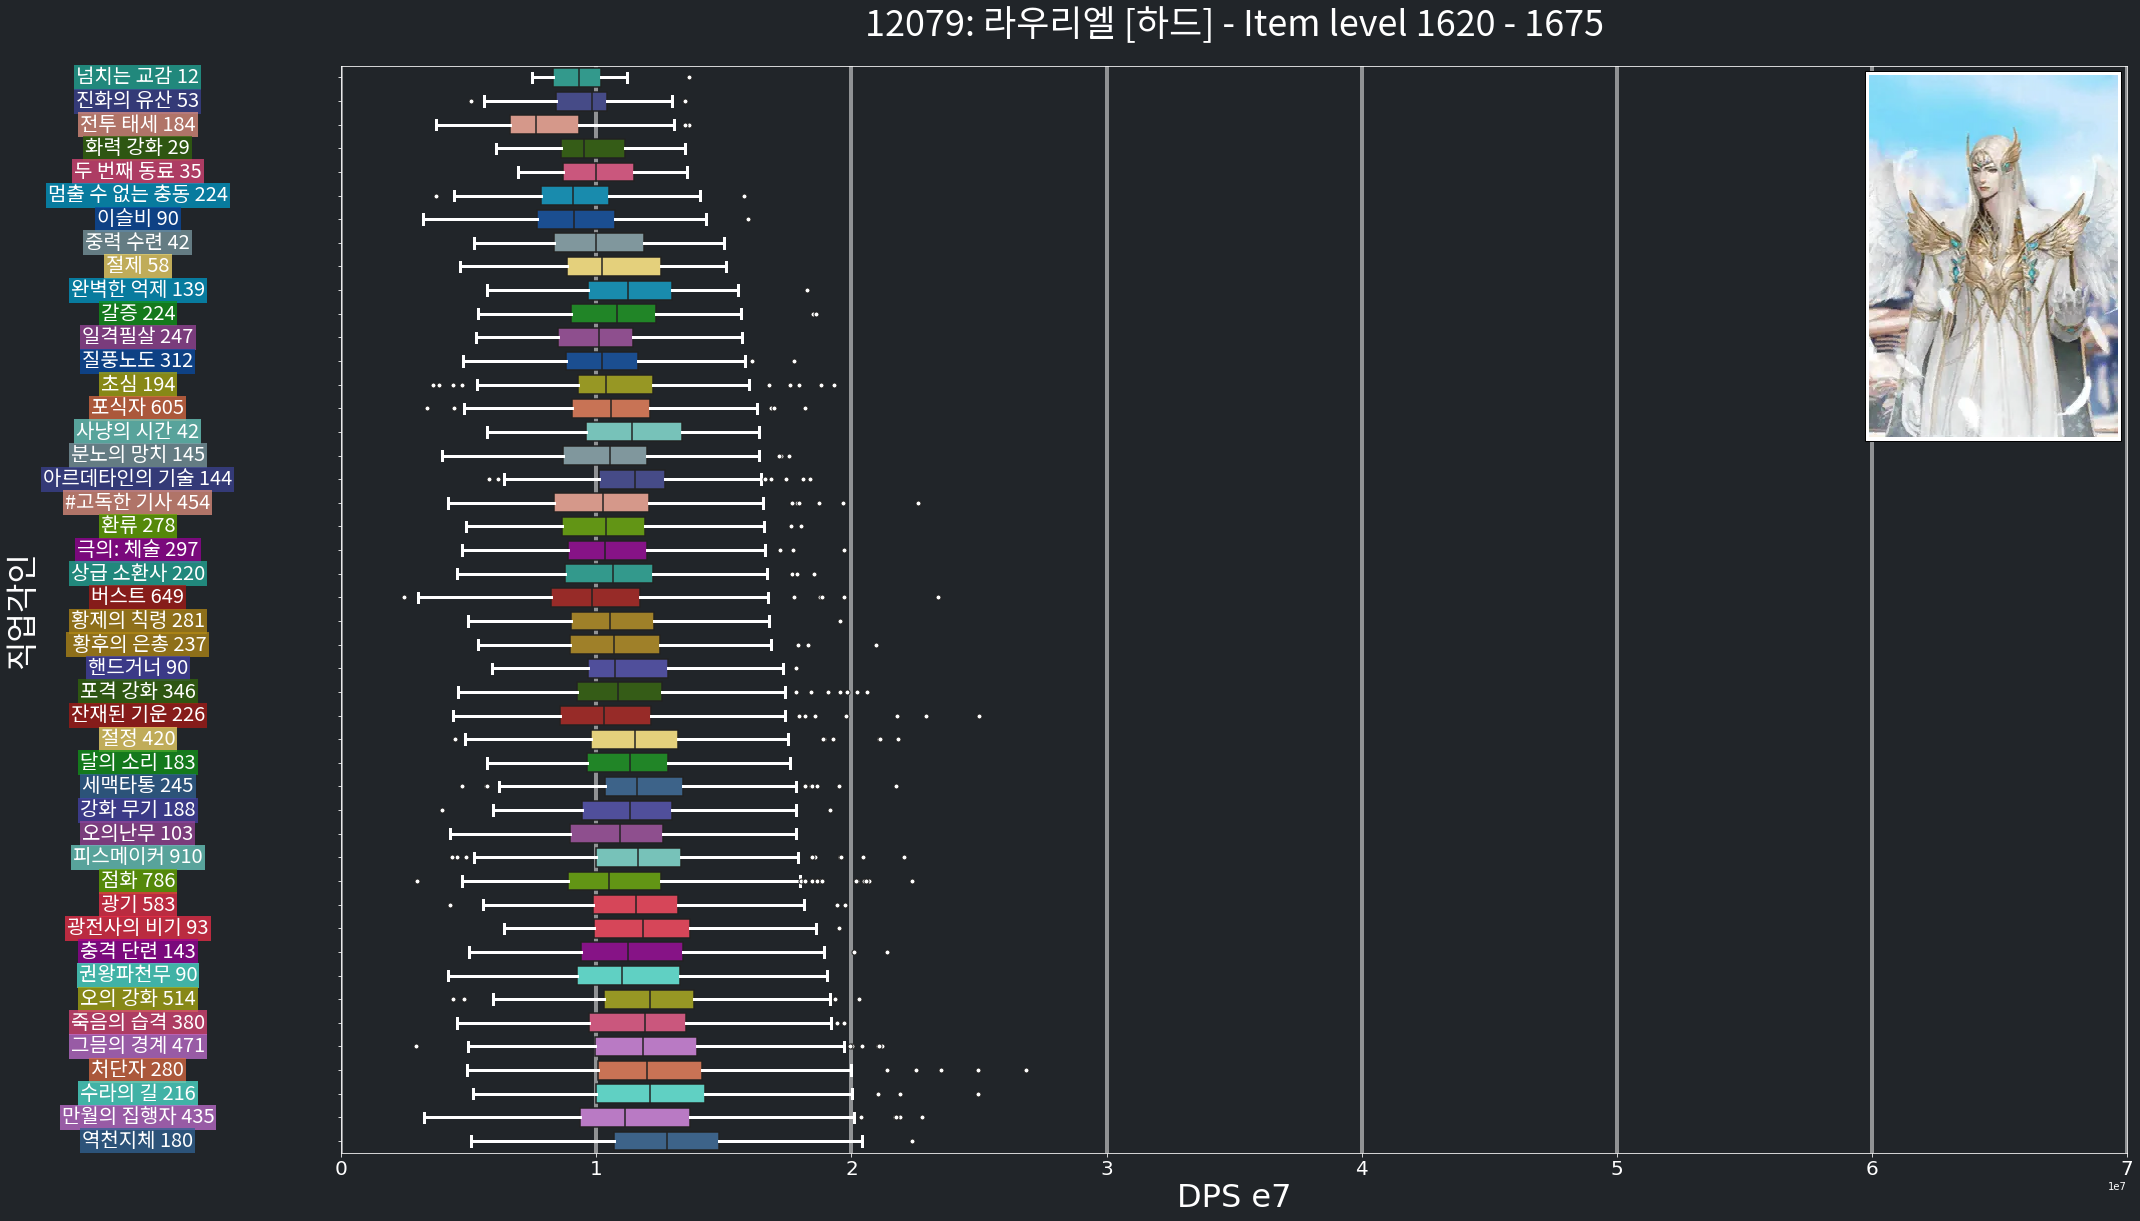 12079: 라우리엘 [하드] - Item level 1620 - 1675
넘치는 교감 12
진화의 유산 53
전투 태세 184
화력 강화 29
두 번째 동료 35
멈출 수 없는 충동 224
이슬비 90
중력 수련 42
절제 58
완벽한 억제 139
갈증 224
일격필살 247
질풍노도 312
초심 194
포식자 605
사냥의 시간 42
분노의 망치 145
아르데타인의 기술 144
#고독한 기사 454
환류 278
극의: 체술 297
상급 소환사 220
버스트 649
황제의 칙령 281
황후의 은총 237
핸드거너 90
포격 강화 346
잔재된 기운 226
절정 420
달의 소리 183
세맥타통 245
강화 무기 188
오의난무 103
피스메이커 910
점화 786
광기 583
광전사의 비기 93
충격 단련 143
권왕파천무 90
오의 강화 514
죽음의 습격 380
그믐의 경계 471
처단자 280
수라의 길 216
만월의 집행자 435
역천지체 180
직업각인
0 1 2 3 4 5 6 7
DPS e7
1e7